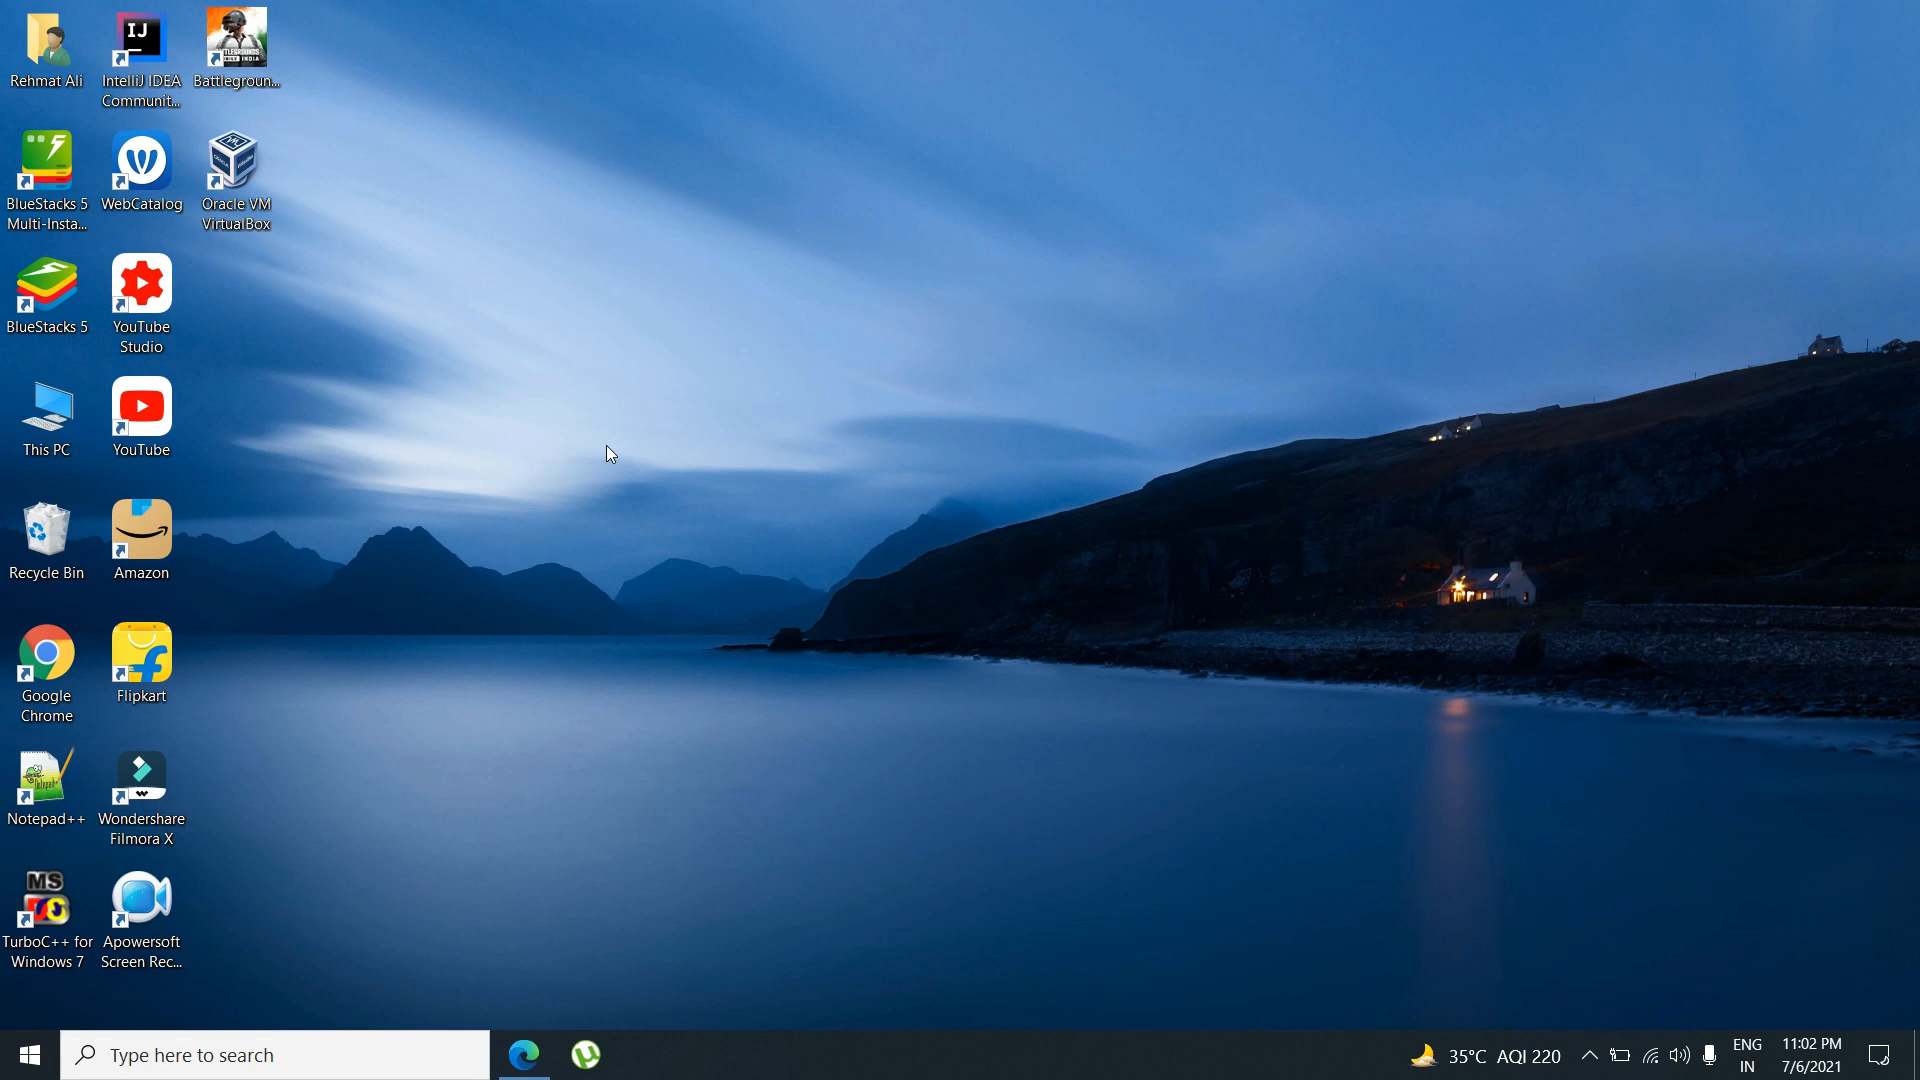 Rehmat Ali
IntelliJ IDEA
Communit...
Battlegroun...
BlueStacks 5
Multi-Insta...
WebCatalog
Oracle VM
VirtualBox
BlueStacks 5
YouTube
Studio
This PC
YouTube
Recycle Bin
Amazon
Google
Chrome
Flipkart
Notepad++
Wondershare
Filmora X
MS
TurboC++ for
Windows 7
Apowersoft
Screen Rec...
IJ
Type here to search
35°C AQI 220
ENG
IN
11:02 PM
7/6/2021